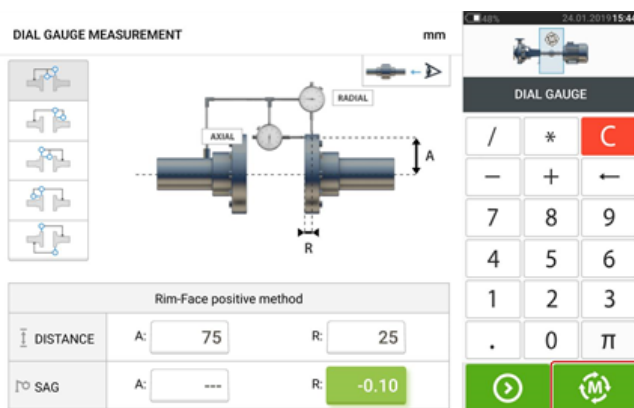 DIAL GAUGE MEASUREMENT mm
48% 24.01.2019 15:44
RADIAL
AXIAL
A
R
DIAL GAUGE
/ * C
− + ←
7 8 9
4 5 6
1 2 3
. 0 π
M
Rim-Face positive method
DISTANCE A: 75 R: 25
SAG A: --- R: -0.10